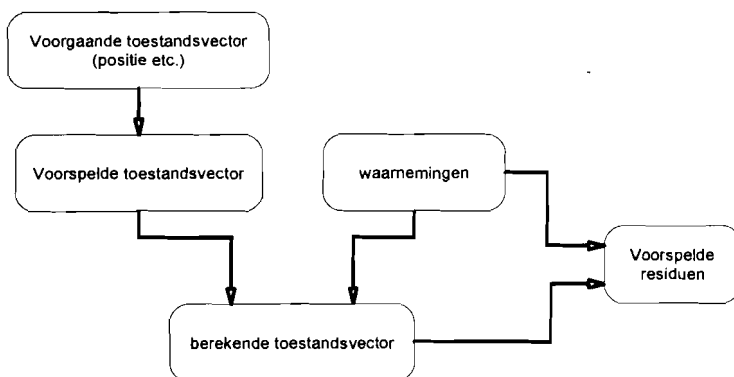 Voorgaande toestandsvector
(positie etc.)
Voorspelde toestandsvector
waarnemingen
Voorspelde
residuen
berekende toestandsvector